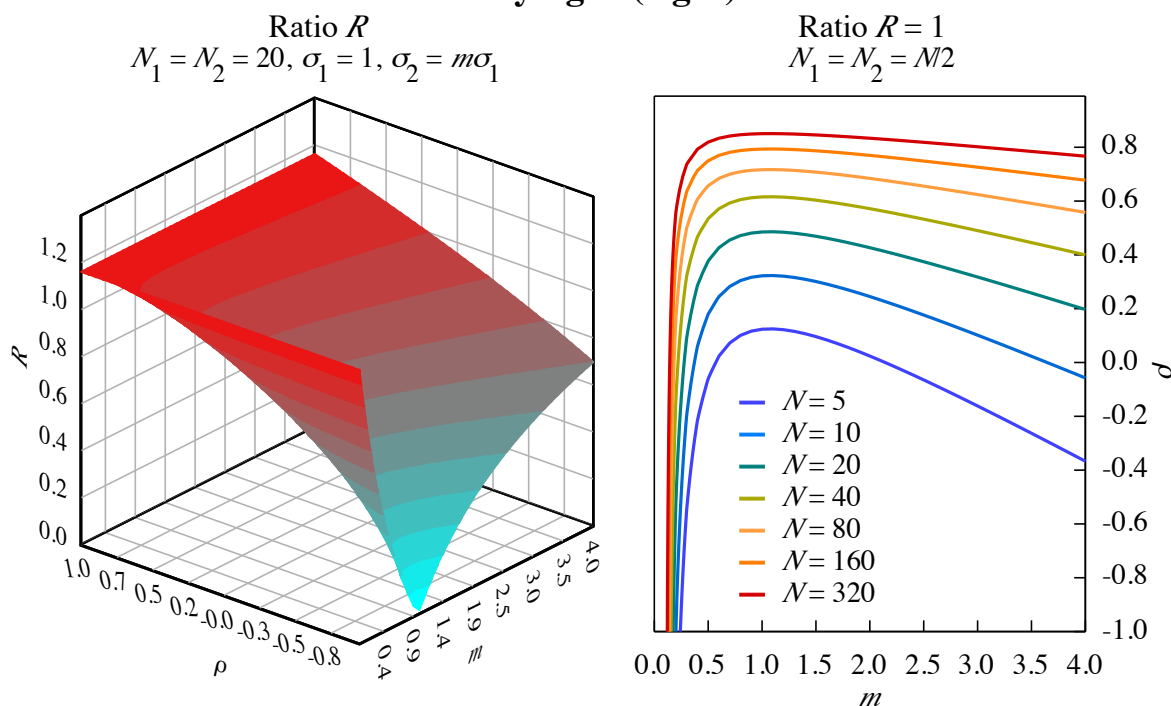 Ratio R
N1 = N2 = 20, σ1 = 1, σ2 = mσ1
1.2
1.0
0.8
0.6
0.4
0.2
0.0
R
1.0 0.7 0.5 0.2 -0.0 -0.3 -0.5 -0.8
ρ
0.4 0.9 1.4 1.9 2.5 3.0 3.5 4.0
m
Ratio R = 1
N1 = N2 = N/2
0.8
0.6
0.4
0.2
0.0
-0.2
-0.4
-0.6
-0.8
-1.0
ρ
N = 5
N = 10
N = 20
N = 40
N = 80
N = 160
N = 320
0.0 0.5 1.0 1.5 2.0 2.5 3.0 3.5 4.0
m